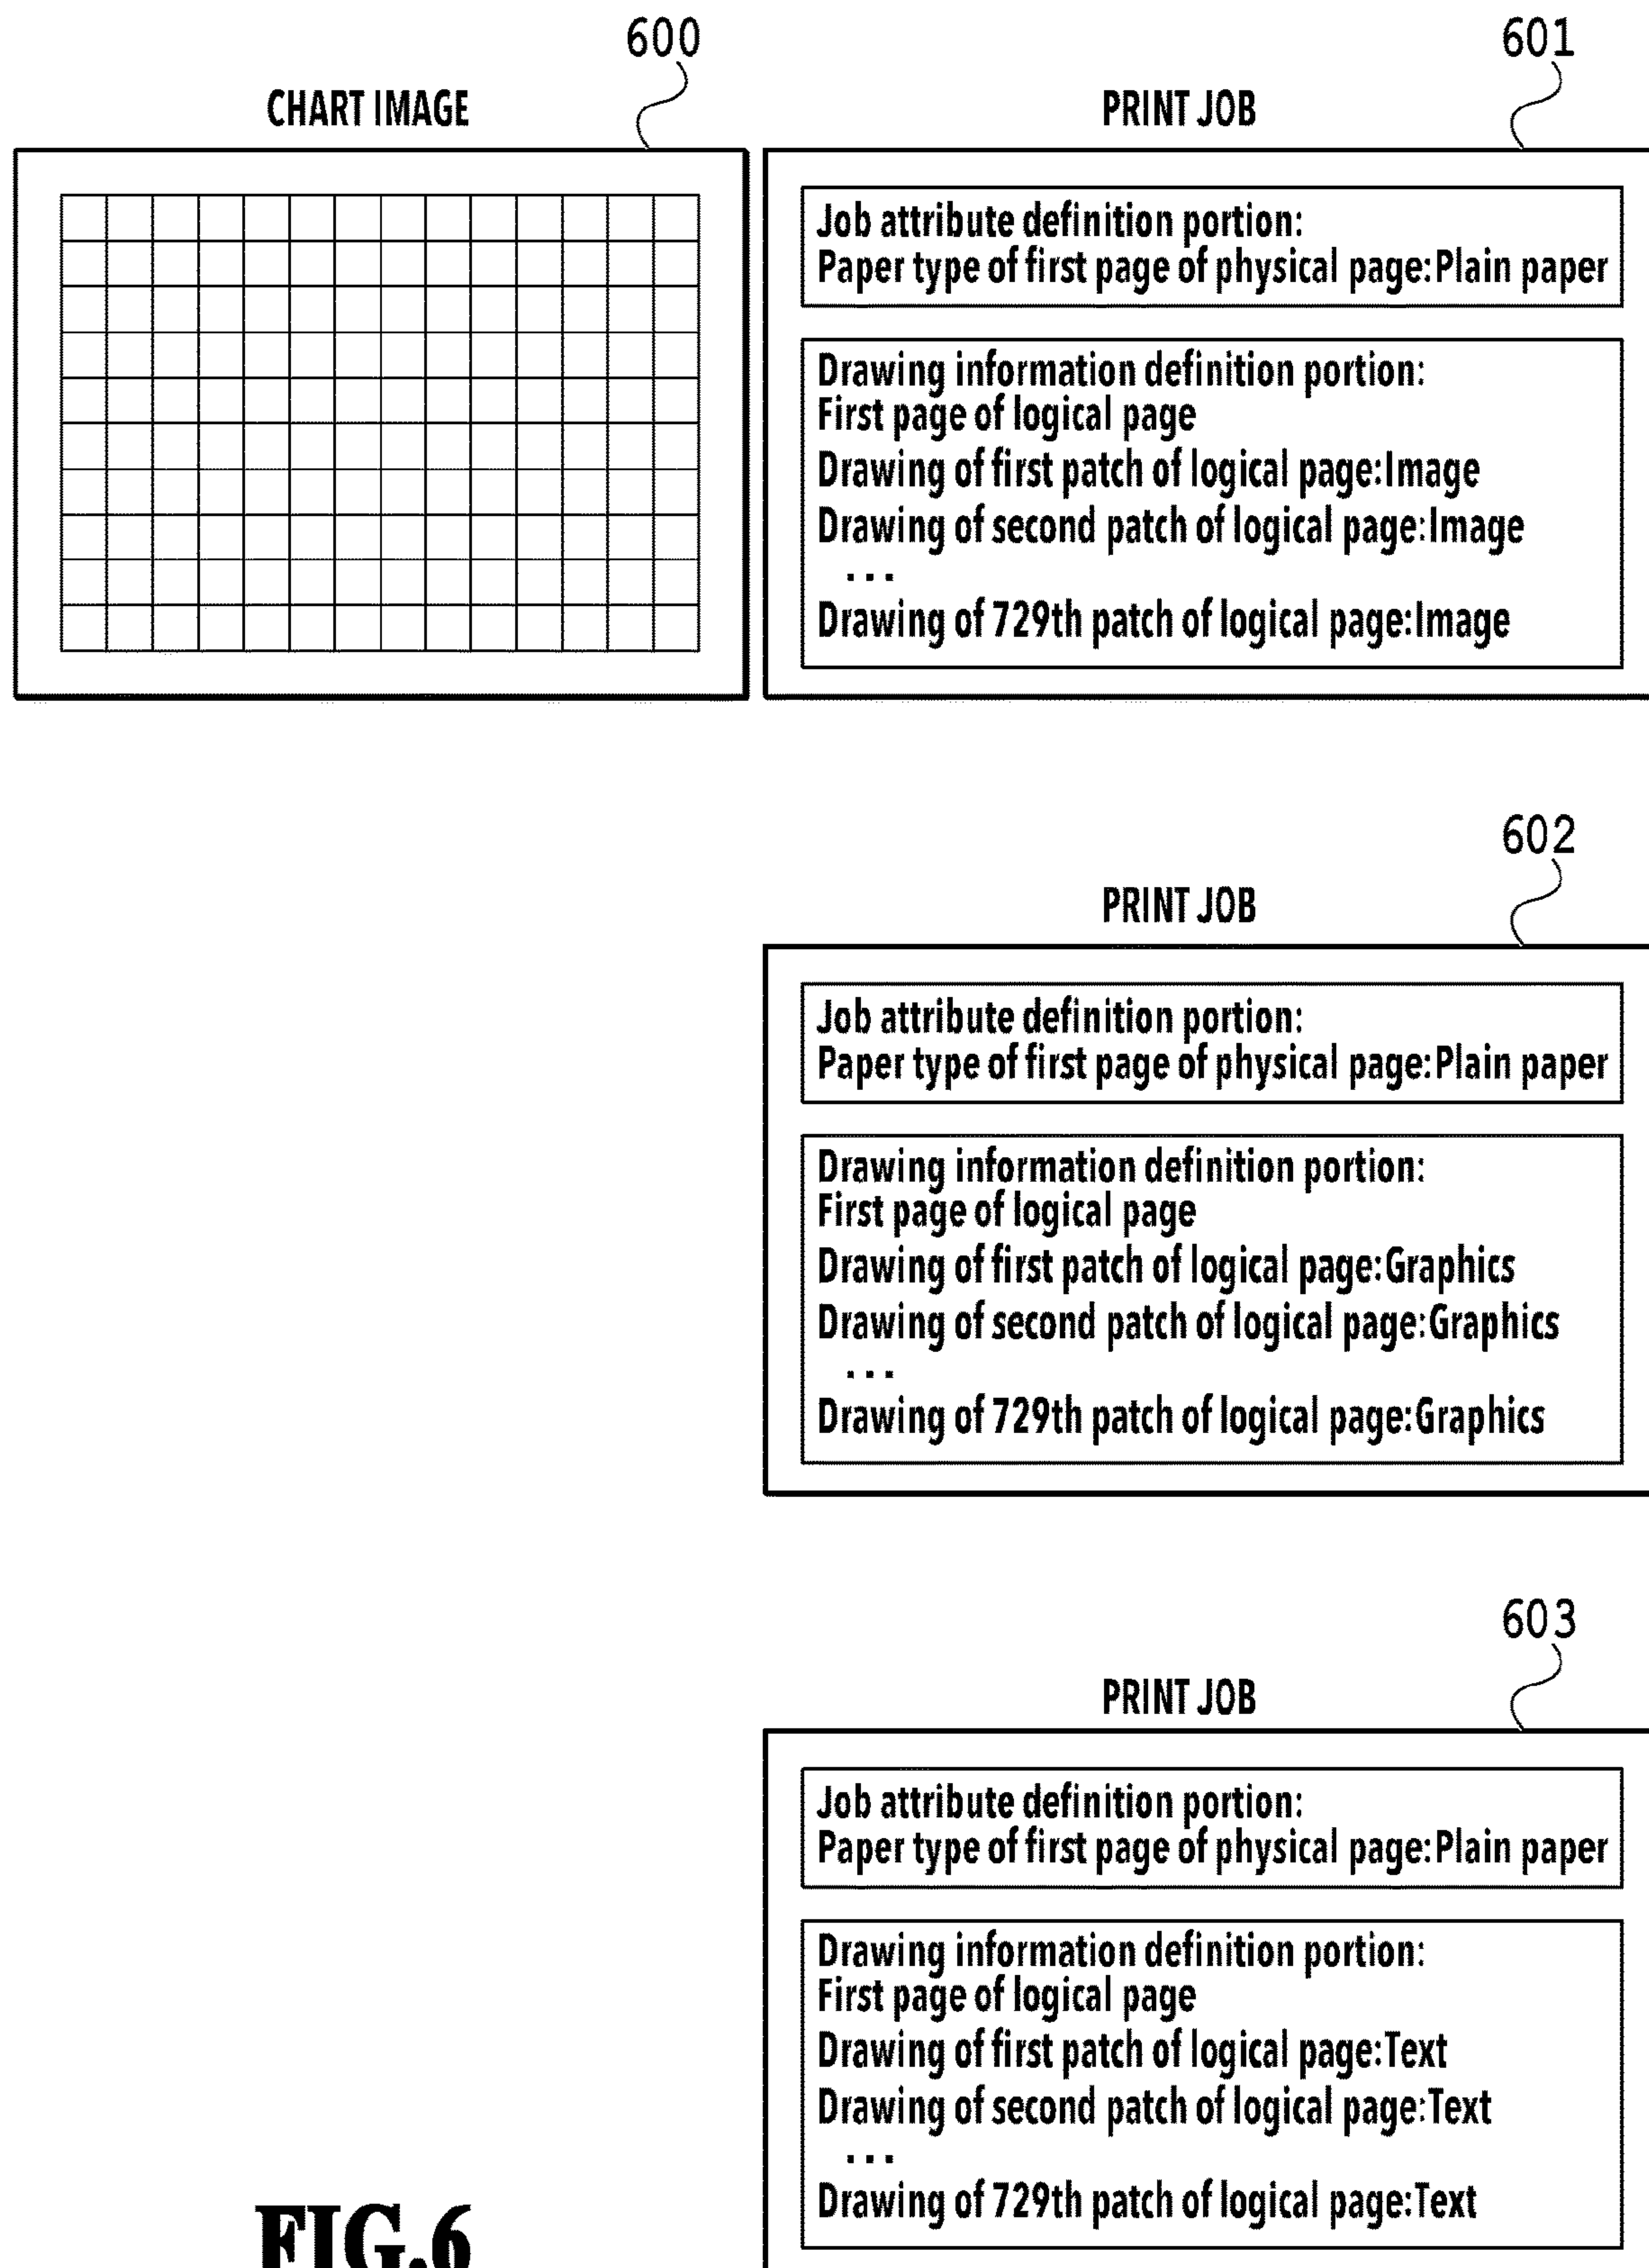 600
CHART IMAGE
601
PRINT JOB
Job attribute definition portion:
Paper type of first page of physical page:Plain paper
Drawing information definition portion:
First page of logical page
Drawing of first patch of logical page:Image
Drawing of second patch of logical page:Image
...
Drawing of 729th patch of logical page:Image
602
PRINT JOB
Job attribute definition portion:
Paper type of first page of physical page:Plain paper
Drawing information definition portion:
First page of logical page
Drawing of first patch of logical page:Graphics
Drawing of second patch of logical page:Graphics
...
Drawing of 729th patch of logical page:Graphics
603
PRINT JOB
Job attribute definition portion:
Paper type of first page of physical page:Plain paper
Drawing information definition portion:
First page of logical page
Drawing of first patch of logical page:Text
Drawing of second patch of logical page:Text
...
Drawing of 729th patch of logical page:Text
FIG.6